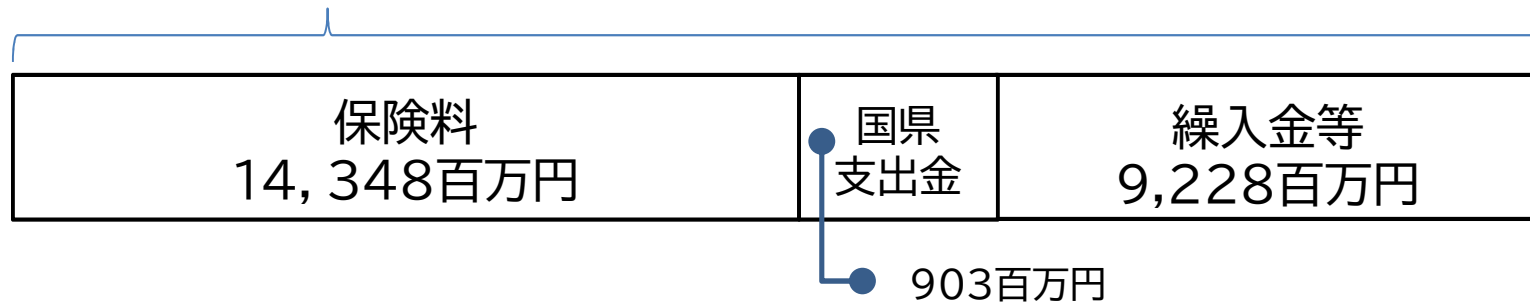 保険料
14,348百万円
国県
支出金
繰入金等
9,228百万円
903百万円